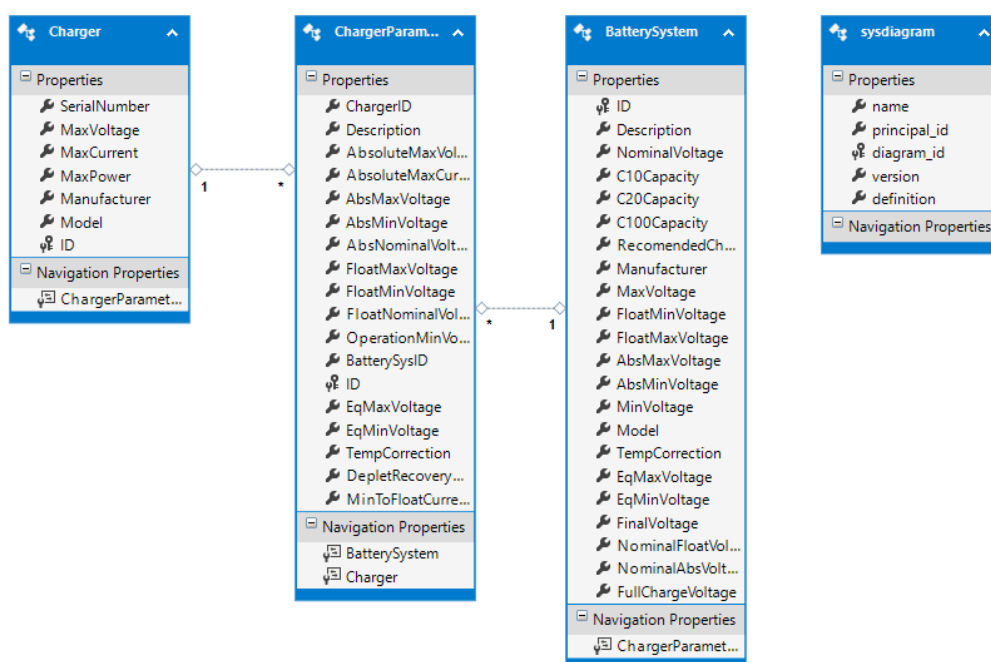 Charger
Properties
SerialNumber
MaxVoltage
MaxCurrent
MaxPower
Manufacturer
Model
ID
Navigation Properties
ChargerParamet...
1
*
ChargerParam...
Properties
ChargerID
Description
AbsoluteMaxVol...
AbsoluteMaxCur...
AbsMaxVoltage
AbsMinVoltage
AbsNominalVolt...
FloatMaxVoltage
FloatMinVoltage
FloatNominalVol...
OperationMinVo...
BatterySysID
ID
EqMaxVoltage
EqMinVoltage
TempCorrection
DepletRecovery...
MinToFloatCurre...
Navigation Properties
BatterySystem
Charger
*
1
BatterySystem
Properties
ID
Description
NominalVoltage
C10Capacity
C20Capacity
C100Capacity
RecomendedCh...
Manufacturer
MaxVoltage
FloatMinVoltage
FloatMaxVoltage
AbsMaxVoltage
AbsMinVoltage
MinVoltage
Model
TempCorrection
EqMaxVoltage
EqMinVoltage
FinalVoltage
NominalFloatVol...
NominalAbsVolt...
FullChargeVoltage
Navigation Properties
ChargerParamet...
sysdiagram
Properties
name
principal_id
diagram_id
version
definition
Navigation Properties